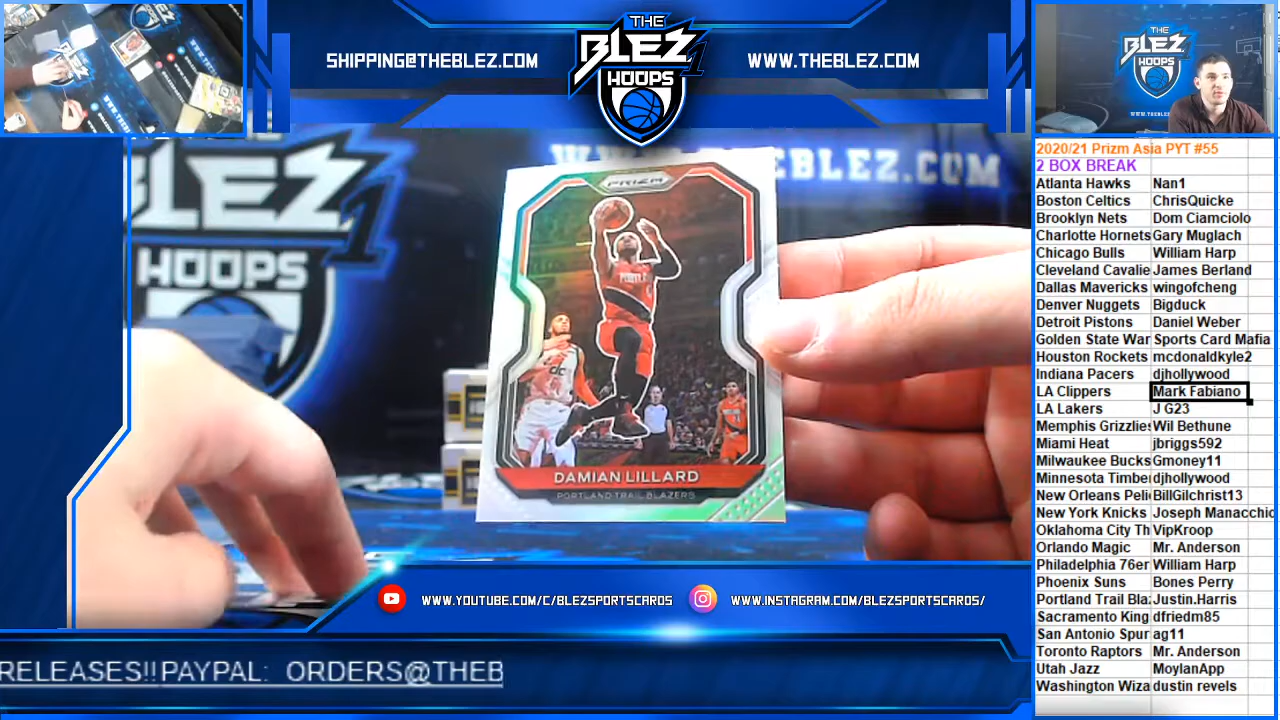 SHIPPING@THEBLEZ.COM
THE
BLEZ 1
HOOPS
WWW.THEBLEZ.COM
THE
BLEZ
HOOPS
LEZ 1
HOOPS
PRIZM
DAMIAN LILLARD
PORTLAND TRAIL BLAZERS
2020/21 Prizm Asia PYT #55
2 BOX BREAK
Atlanta Hawks Nan1
Boston Celtics ChrisQuicke
Brooklyn Nets Dom Ciamciolo
Charlotte Hornets Gary Muglach
Chicago Bulls William Harp
Cleveland Cavalie James Berland
Dallas Mavericks wingofcheng
Denver Nuggets Bigduck
Detroit Pistons Daniel Weber
Golden State War Sports Card Mafia
Houston Rockets mcdonaldkyle2
Indiana Pacers djhollywood
LA Clippers Mark Fabiano
LA Lakers J G23
Memphis Grizzlies Wil Bethune
Miami Heat jbriggs592
Milwaukee Bucks Gmoney11
Minnesota Timbe djhollywood
New Orleans Peli BillGilchrist13
New York Knicks Joseph Manacchio
Oklahoma City Th VipKroop
Orlando Magic Mr. Anderson
Philadelphia 76er William Harp
Phoenix Suns Bones Perry
Portland Trail Bla Justin.Harris
Sacramento King dfriedm85
San Antonio Spur ag11
Toronto Raptors Mr. Anderson
Utah Jazz MoylanApp
Washington Wiza dustin revels
WWW.YOUTUBE.COM/C/BLEZSPORTSCARDS
WWW.INSTAGRAM.COM/BLEZSPORTSCARDS/
RELEASES!! PAYPAL: ORDERS@THEB